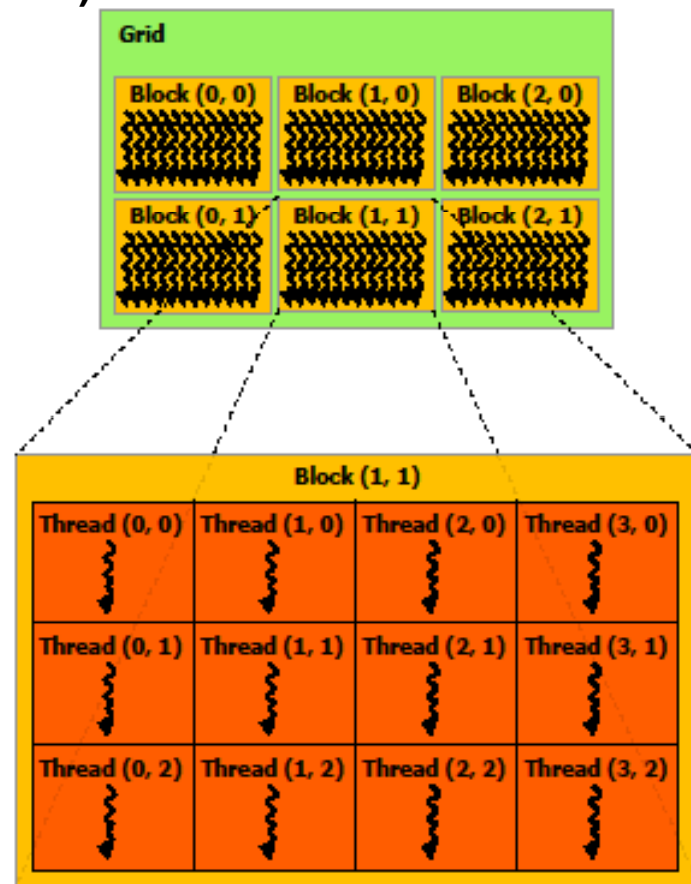 Grid
Block (0, 0) Block (1, 0) Block (2, 0)
Block (0, 1) Block (1, 1) Block (2, 1)
Block (1, 1)
Thread (0, 0) Thread (1, 0) Thread (2, 0) Thread (3, 0)
Thread (0, 1) Thread (1, 1) Thread (2, 1) Thread (3, 1)
Thread (0, 2) Thread (1, 2) Thread (2, 2) Thread (3, 2)